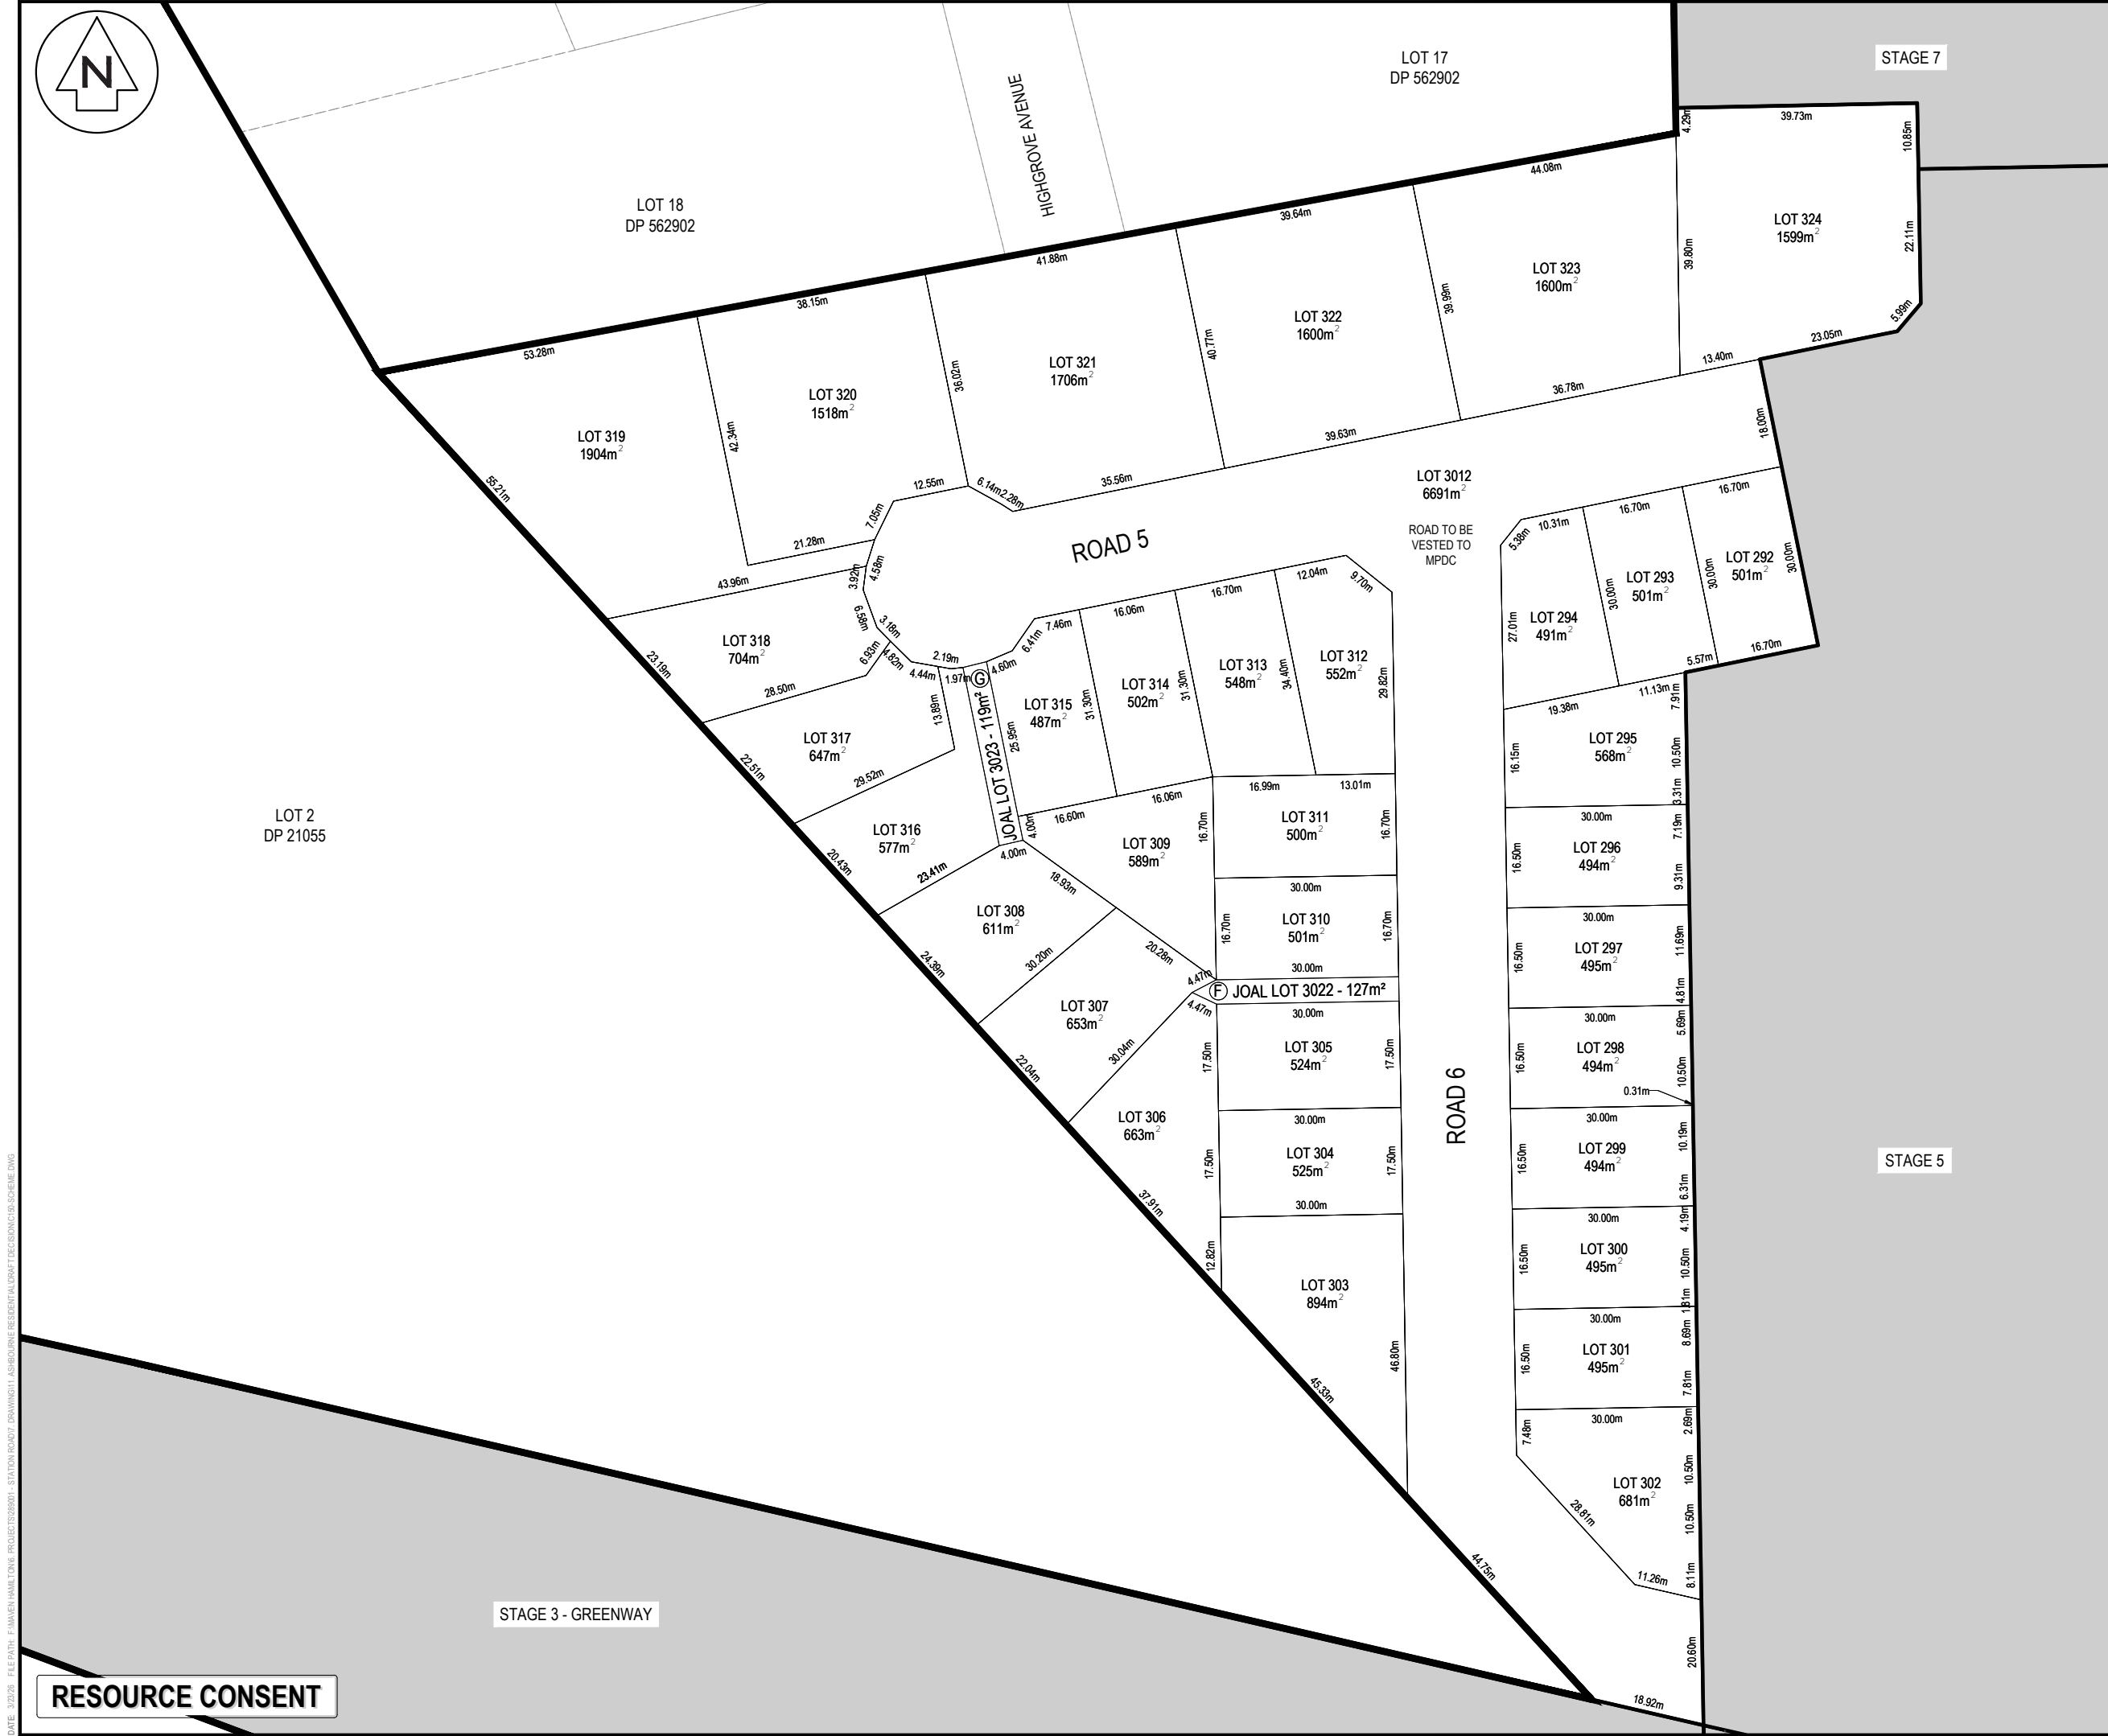 N
LOT 17
DP 562902
STAGE 7
HIGHGROVE AVENUE
LOT 18
DP 562902
4.29m
39.73m
10.85m
44.08m
39.64m
41.88m
38.15m
53.28m
LOT 324
1599m²
22.11m
39.80m
5.99m
23.05m
13.40m
LOT 323
1600m²
39.99m
36.78m
LOT 322
1600m²
40.77m
39.63m
LOT 321
1706m²
36.02m
6.14m
2.28m
35.56m
LOT 320
1518m²
42.34m
12.55m
7.05m
21.28m
LOT 319
1904m²
55.21m
43.96m
3.92m
4.58m
18.00m
LOT 3012
6691m²
ROAD TO BE
VESTED TO
MPDC
ROAD 5
16.70m
16.70m
10.31m
5.38m
LOT 292
501m²
30.00m
30.00m
LOT 293
501m²
30.00m
LOT 294
491m²
27.01m
16.70m
5.57m
11.13m
19.38m
7.91m
12.04m
9.70m
16.70m
16.06m
7.46m
6.41m
4.60m
LOT 312
552m²
29.82m
34.40m
LOT 313
548m²
31.30m
LOT 314
502m²
31.30m
LOT 315
487m²
25.95m
LOT 318
704m²
6.58m
3.18m
6.93m
4.82m
2.19m
4.44m
1.97m
G
23.19m
28.50m
13.89m
JOAL LOT 3023 - 119m²
LOT 317
647m²
22.51m
29.52m
LOT 316
577m²
20.43m
23.41m
4.00m
4.00m
16.60m
16.06m
LOT 309
589m²
16.70m
16.99m
13.01m
LOT 311
500m²
16.70m
30.00m
LOT 310
501m²
16.70m
16.70m
30.00m
LOT 308
611m²
18.93m
24.39m
30.20m
20.28m
4.47m
F
JOAL LOT 3022 - 127m²
4.47m
LOT 307
653m²
22.04m
30.04m
30.00m
LOT 305
524m²
17.50m
17.50m
30.00m
LOT 304
525m²
17.50m
17.50m
30.00m
LOT 306
663m²
37.91m
12.82m
LOT 303
894m²
46.80m
45.33m
ROAD 6
LOT 295
568m²
16.15m
10.50m
3.31m
30.00m
LOT 296
494m²
16.50m
7.19m
9.31m
30.00m
LOT 297
495m²
16.50m
11.69m
4.81m
30.00m
LOT 298
494m²
16.50m
5.69m
10.50m
0.31m
30.00m
LOT 299
494m²
16.50m
10.19m
6.31m
30.00m
LOT 300
495m²
16.50m
4.19m
10.50m
1.81m
30.00m
LOT 301
495m²
16.50m
8.69m
7.81m
30.00m
LOT 302
681m²
7.48m
2.69m
10.50m
10.50m
28.81m
11.26m
8.11m
44.75m
20.60m
18.92m
LOT 2
DP 21055
STAGE 5
STAGE 3 - GREENWAY
RESOURCE CONSENT